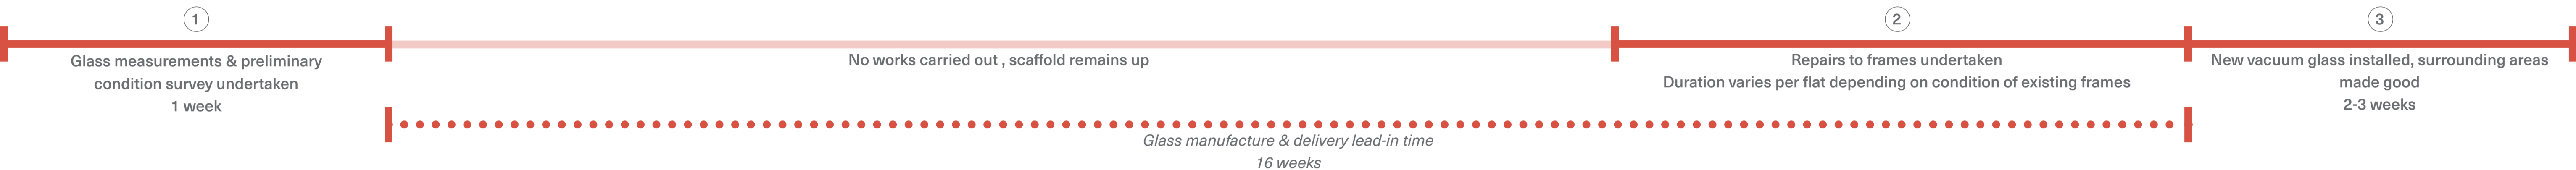 1
Glass measurements & preliminary
condition survey undertaken
1 week
No works carried out , scaffold remains up
2
Repairs to frames undertaken
Duration varies per flat depending on condition of existing frames
3
New vacuum glass installed, surrounding areas
made good
2-3 weeks
Glass manufacture & delivery lead-in time
16 weeks